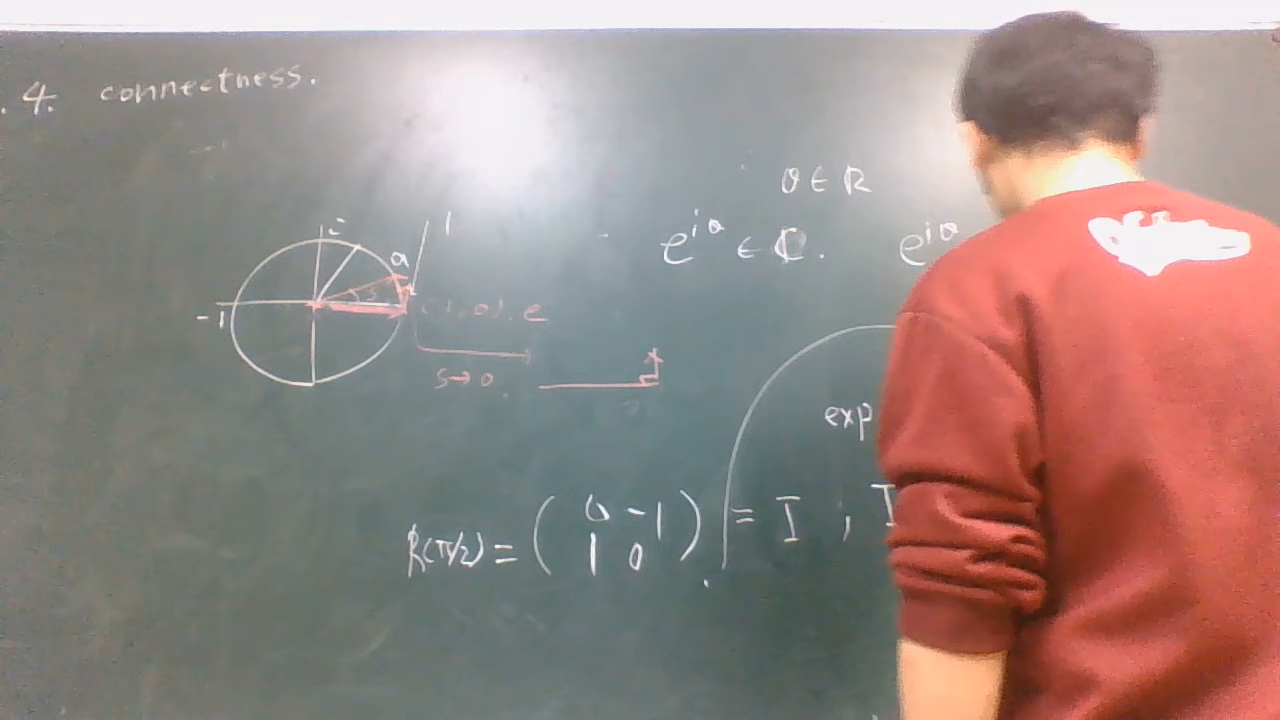 .4. connectness.
θ ∈ R
e^{iθ} ∈ ℂ. e^{iθ}
i
1
a
s
-1
e
s→0
exp
R(π/2) = ( 0 -1 ) = I , I
1 0 .